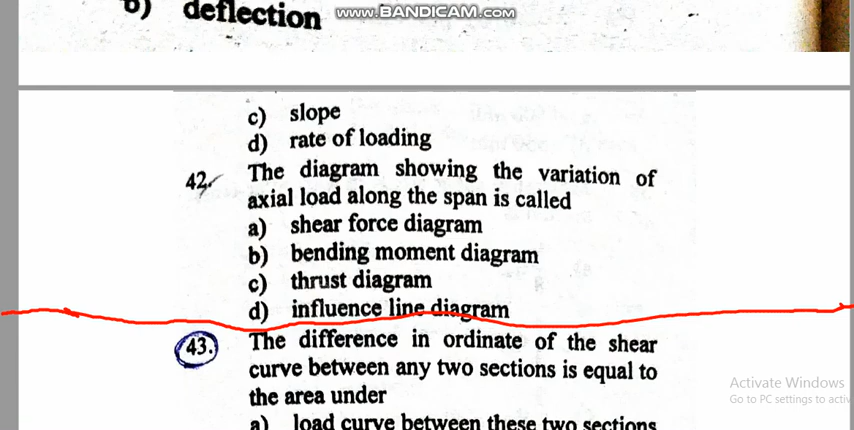 b) deflection
www.BANDICAM.com
c) slope
d) rate of loading
42. The diagram showing the variation of
axial load along the span is called
a) shear force diagram
b) bending moment diagram
c) thrust diagram
d) influence line diagram
43. The difference in ordinate of the shear
curve between any two sections is equal to
the area under
a) load curve between these two sections
Activate Windows
Go to PC settings to activ